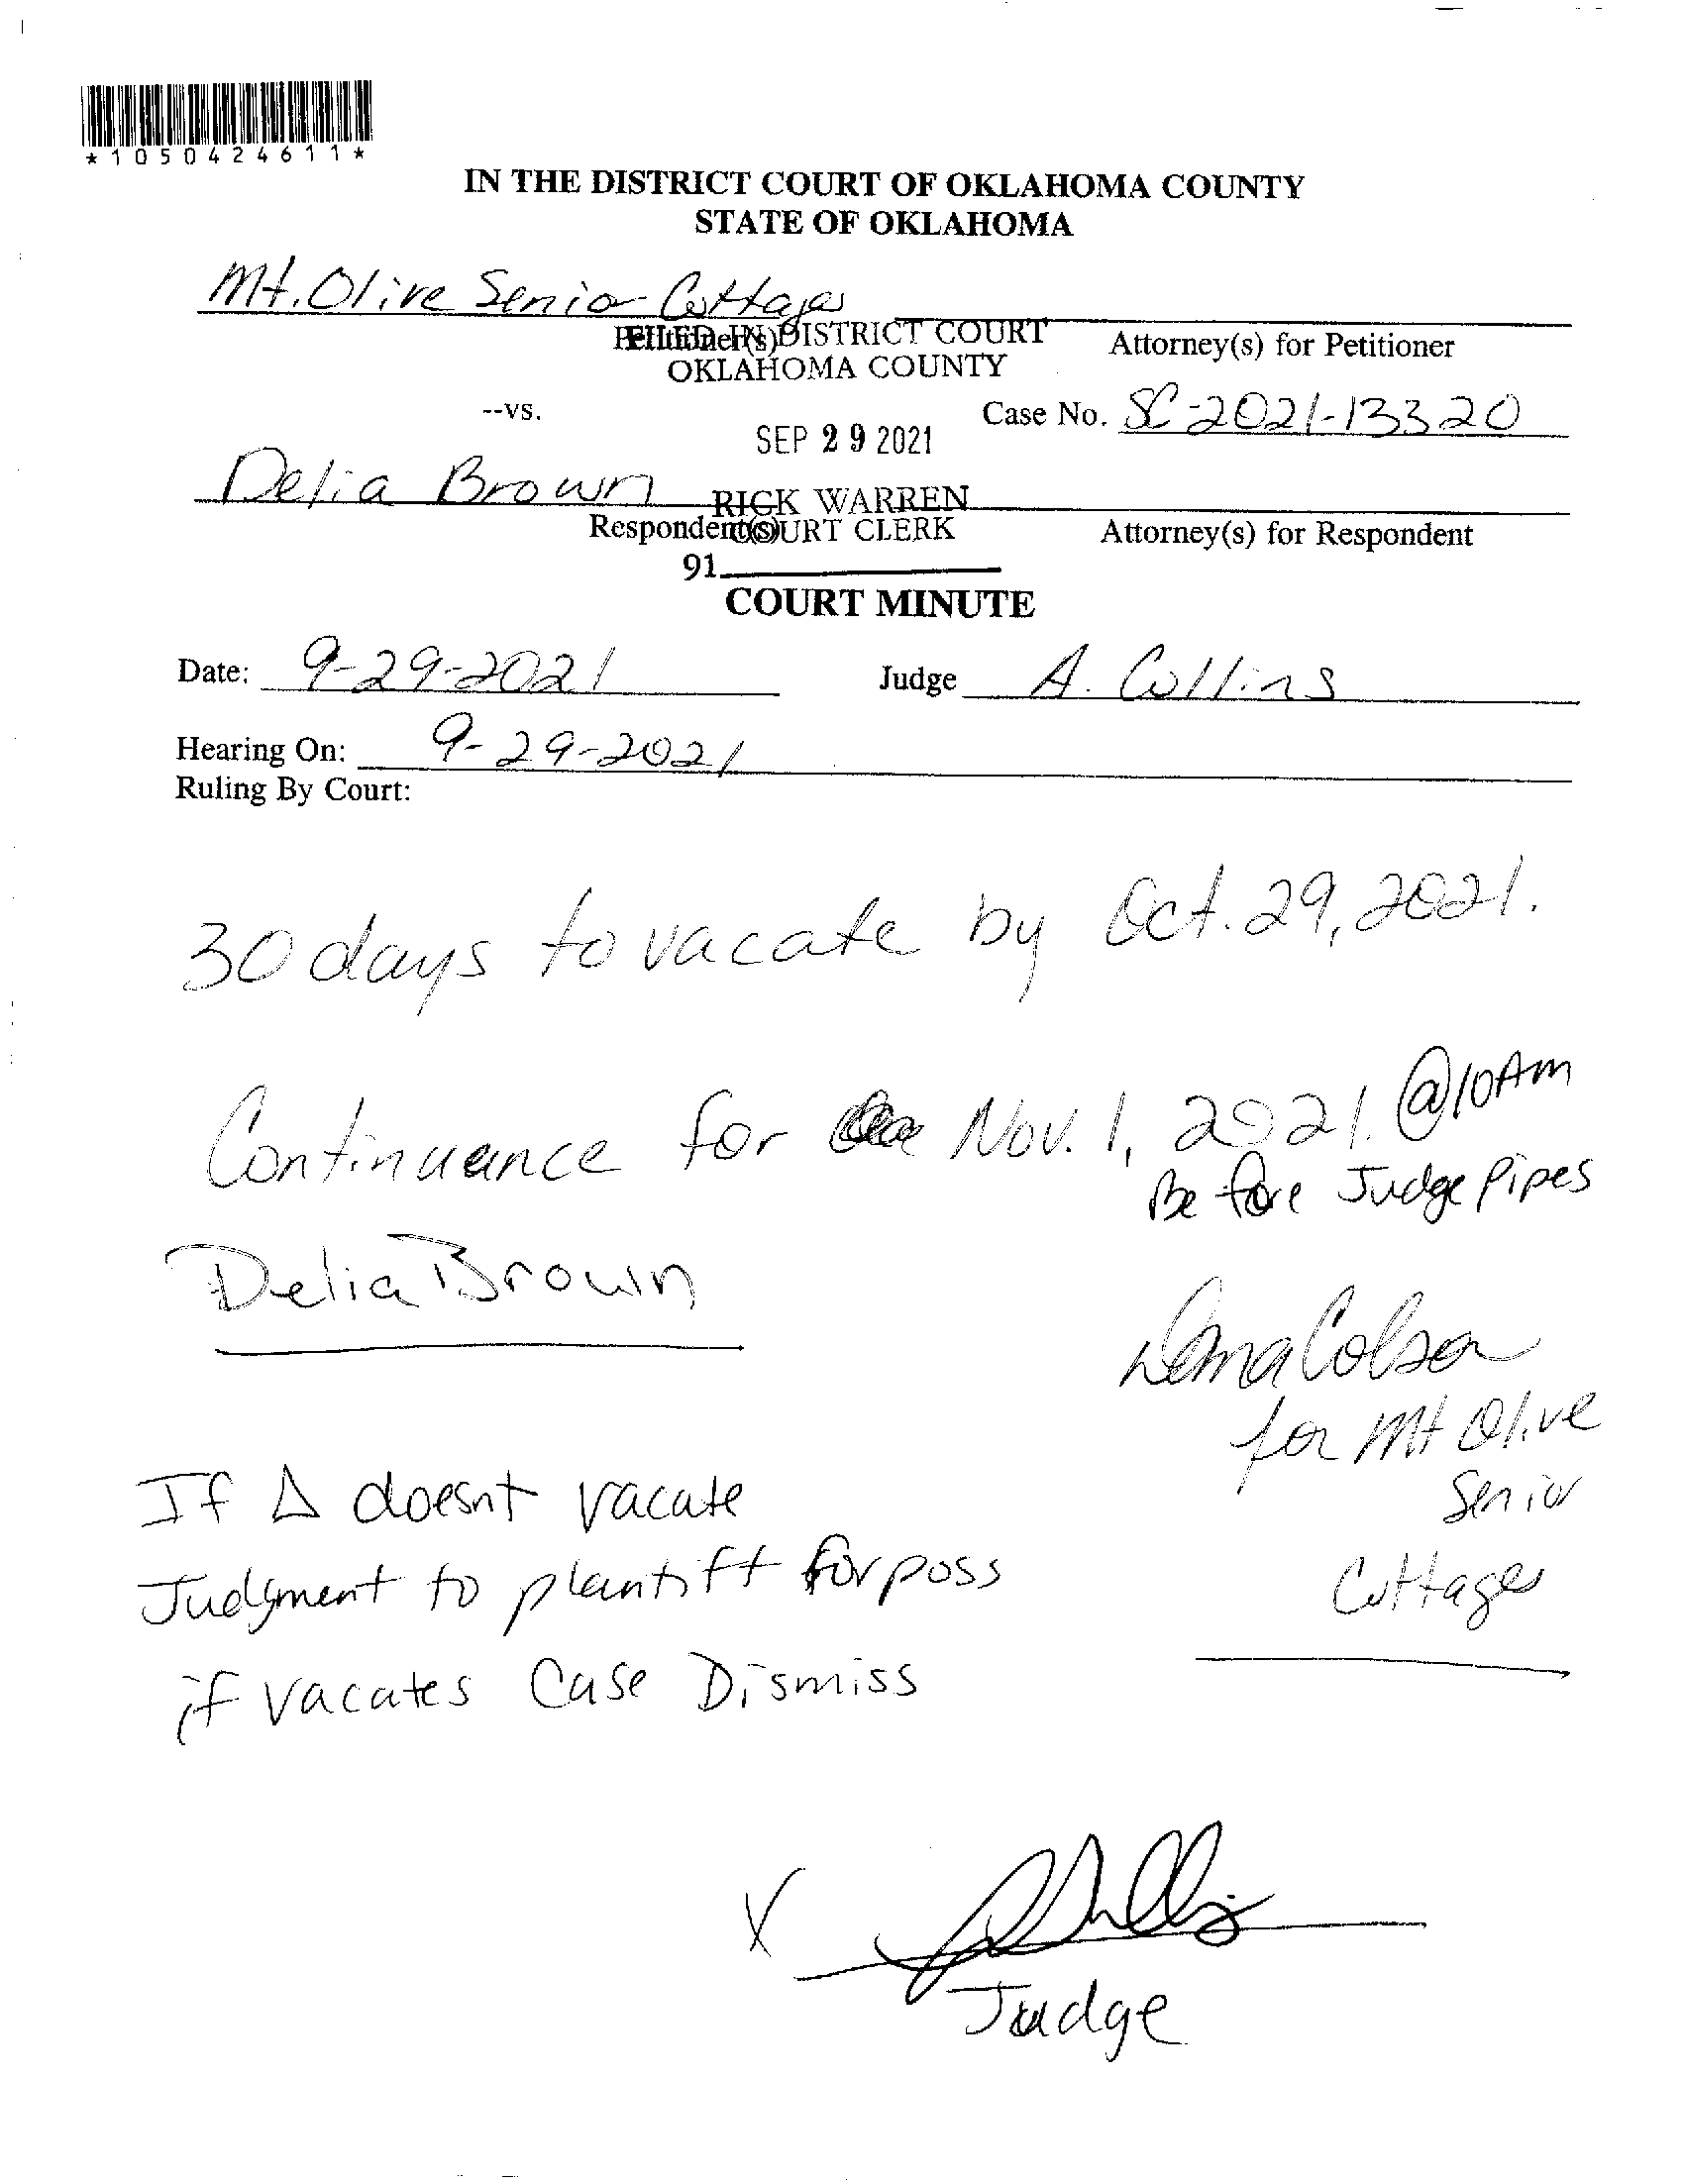 *1050424611*
IN THE DISTRICT COURT OF OKLAHOMA COUNTY
STATE OF OKLAHOMA
Mt. Olive Senior Cottages
Petitioner(s)
FILED IN DISTRICT COURT
OKLAHOMA COUNTY
Attorney(s) for Petitioner
--vs.
Case No. SC-2021-13320
SEP 29 2021
Delia Brown
RICK WARREN
COURT CLERK
Respondent(s)
Attorney(s) for Respondent
91
COURT MINUTE
Date: 9-29-2021 Judge A. Collins
Hearing On: 9-29-2021
Ruling By Court:
30 days to vacate by Oct. 29, 2021.
Continuance for Nov. 1, 2021. @10AM
Before Judge Pipes
Delia Brown
Colson
for Mt Olive
Senior
Cottages
If Δ doesnt vacate
Judgment to plantiff for poss
if vacates Case Dismiss
X
Judge